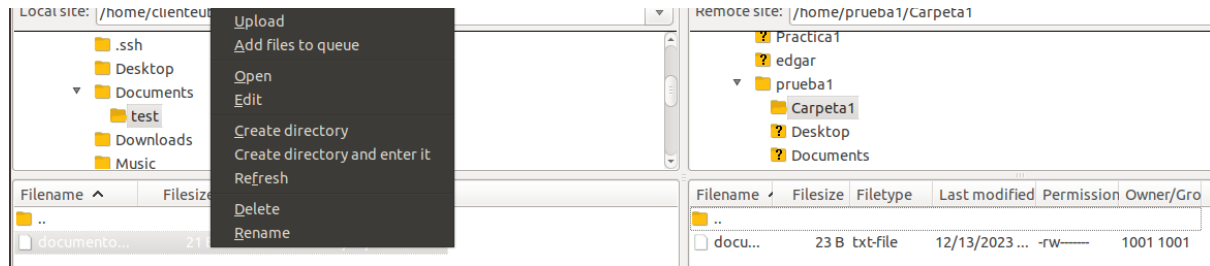 Local site: /home/clienteub
.ssh
Desktop
Documents
test
Downloads
Music
Filename Filesize
..
documento... 21
Upload
Add files to queue
Open
Edit
Create directory
Create directory and enter it
Refresh
Delete
Rename
Remote site: /home/prueba1/Carpeta1
Practica1
edgar
prueba1
Carpeta1
Desktop
Documents
Filename Filesize Filetype Last modified Permission Owner/Gro
..
docu... 23 B txt-file 12/13/2023 ... -rw------- 1001 1001